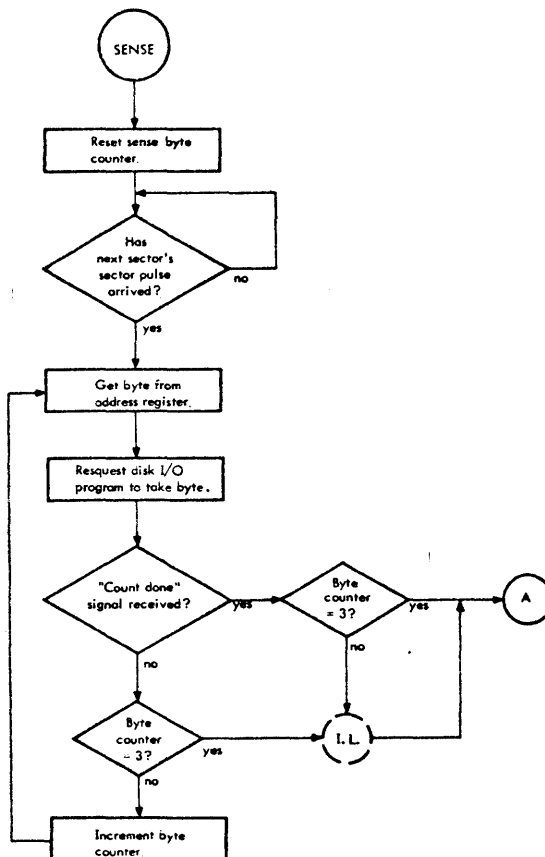 SENSE
Reset sense byte
counter.
Has
next sector's
sector pulse
arrived?
no
yes
Get byte from
address register.
Resquest disk I/O
program to take byte.
"Count done"
signal received?
yes
Byte
counter
= 3?
yes
A
no
no
Byte
counter
= 3?
yes
I. L.
no
Increment byte
counter.